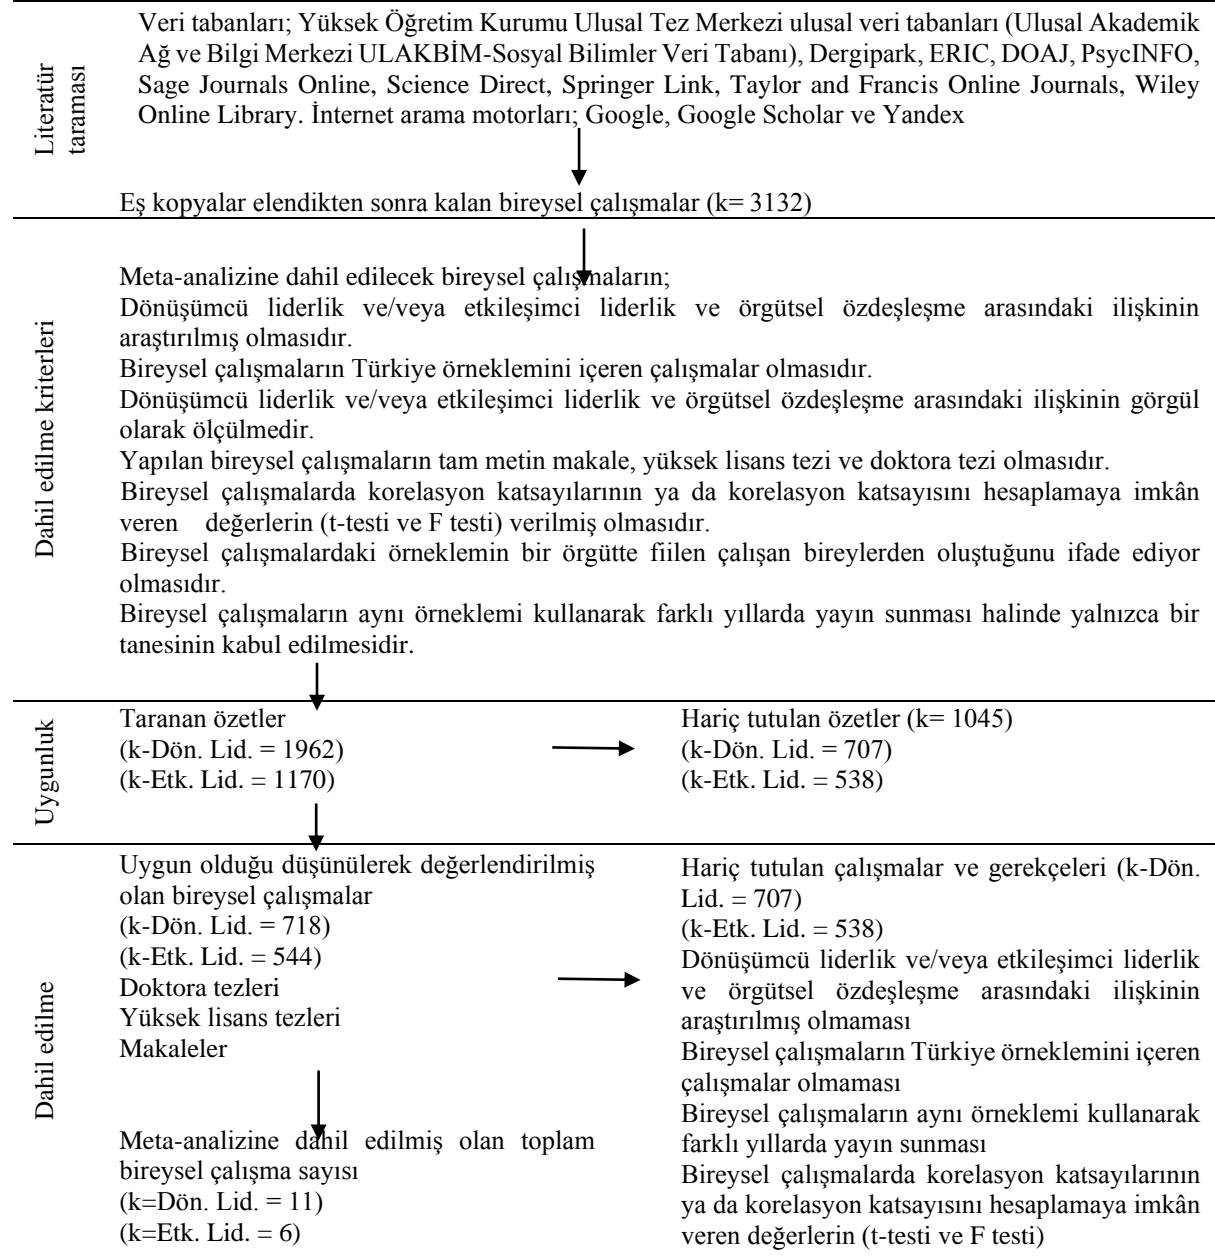 Literatür
taraması
Veri tabanları; Yüksek Öğretim Kurumu Ulusal Tez Merkezi ulusal veri tabanları (Ulusal Akademik
Ağ ve Bilgi Merkezi ULAKBİM-Sosyal Bilimler Veri Tabanı), Dergipark, ERIC, DOAJ, PsycINFO,
Sage Journals Online, Science Direct, Springer Link, Taylor and Francis Online Journals, Wiley
Online Library. İnternet arama motorları; Google, Google Scholar ve Yandex
Eş kopyalar elendikten sonra kalan bireysel çalışmalar (k= 3132)
Dahil edilme kriterleri
Meta-analizine dahil edilecek bireysel çalışmaların;
Dönüşümcü liderlik ve/veya etkileşimci liderlik ve örgütsel özdeşleşme arasındaki ilişkinin
araştırılmış olmasıdır.
Bireysel çalışmaların Türkiye örneklemini içeren çalışmalar olmasıdır.
Dönüşümcü liderlik ve/veya etkileşimci liderlik ve örgütsel özdeşleşme arasındaki ilişkinin görgül
olarak ölçülmedir.
Yapılan bireysel çalışmaların tam metin makale, yüksek lisans tezi ve doktora tezi olmasıdır.
Bireysel çalışmalarda korelasyon katsayılarının ya da korelasyon katsayısını hesaplamaya imkân
veren değerlerin (t-testi ve F testi) verilmiş olmasıdır.
Bireysel çalışmalardaki örneklemin bir örgütte fiilen çalışan bireylerden oluştuğunu ifade ediyor
olmasıdır.
Bireysel çalışmaların aynı örneklemi kullanarak farklı yıllarda yayın sunması halinde yalnızca bir
tanesinin kabul edilmesidir.
Uygunluk
Taranan özetler
(k-Dön. Lid. = 1962)
(k-Etk. Lid. = 1170)
Hariç tutulan özetler (k= 1045)
(k-Dön. Lid. = 707)
(k-Etk. Lid. = 538)
Dahil edilme
Uygun olduğu düşünülerek değerlendirilmiş
olan bireysel çalışmalar
(k-Dön. Lid. = 718)
(k-Etk. Lid. = 544)
Doktora tezleri
Yüksek lisans tezleri
Makaleler
Meta-analizine dahil edilmiş olan toplam
bireysel çalışma sayısı
(k=Dön. Lid. = 11)
(k=Etk. Lid. = 6)
Hariç tutulan çalışmalar ve gerekçeleri (k-Dön.
Lid. = 707)
(k-Etk. Lid. = 538)
Dönüşümcü liderlik ve/veya etkileşimci liderlik
ve örgütsel özdeşleşme arasındaki ilişkinin
araştırılmış olmaması
Bireysel çalışmaların Türkiye örneklemini içeren
çalışmalar olmaması
Bireysel çalışmaların aynı örneklemi kullanarak
farklı yıllarda yayın sunması
Bireysel çalışmalarda korelasyon katsayılarının
ya da korelasyon katsayısını hesaplamaya imkân
veren değerlerin (t-testi ve F testi)